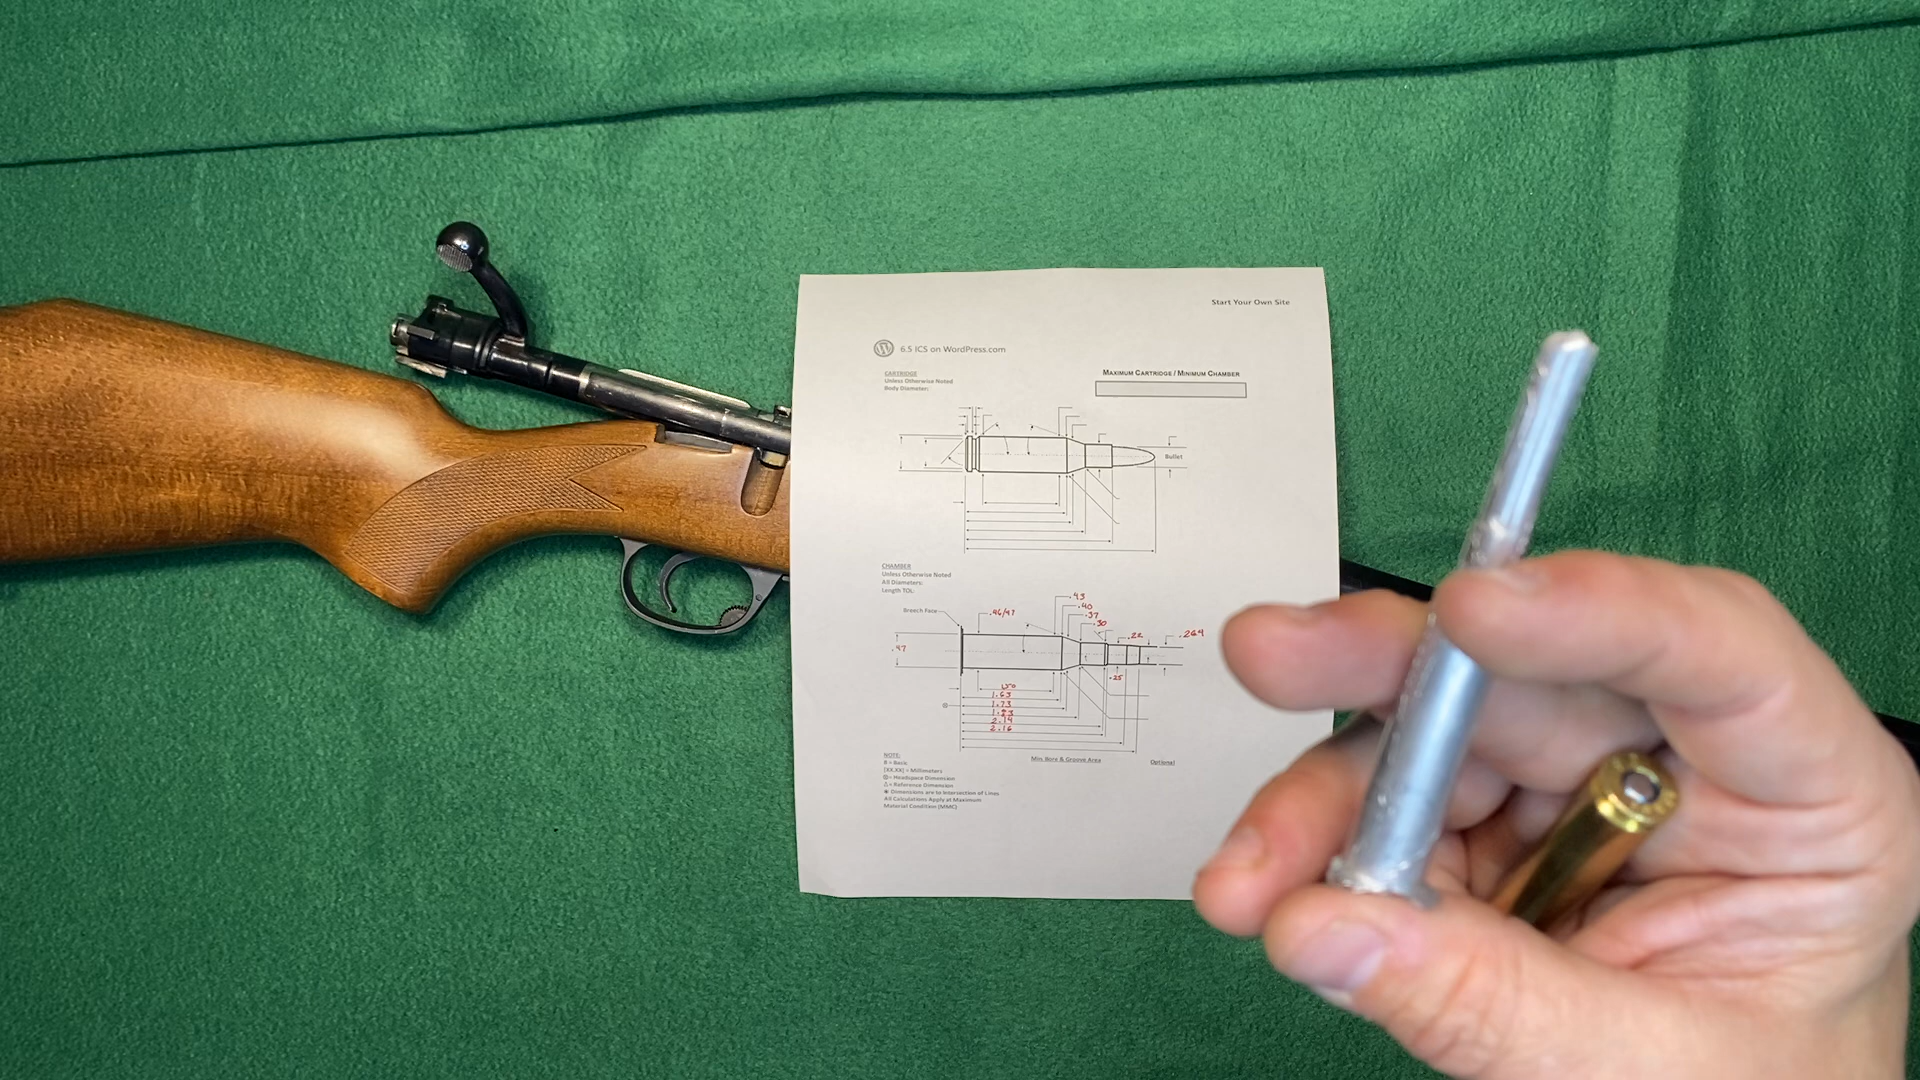 Start Your Own Site
6.5 ICS on WordPress.com
CARTRIDGE
Unless Otherwise Noted
Body Diameter:
MAXIMUM CARTRIDGE / MINIMUM CHAMBER
Bullet
CHAMBER
Unless Otherwise Noted
All Diameters:
Length TOL:
Breech Face
.46/47
.43
.40
.37
.30
.22
.264
.47
.25
1.63
1.73
1.83
2.14
2.16
NOTE:
B = Basic
[XX.XX] = Millimeters
= Headspace Dimension
△= Reference Dimension
✱ Dimensions are to Intersection of Lines
All Calculations Apply at Maximum
Material Condition (MMC)
Min Bore & Groove Area
Optional